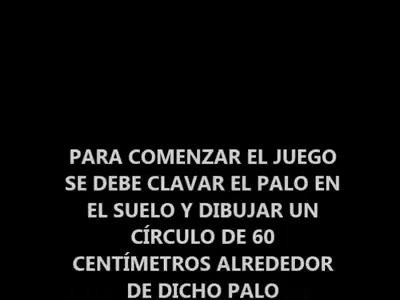 PARA COMENZAR EL JUEGO
SE DEBE CLAVAR EL PALO EN
EL SUELO Y DIBUJAR UN
CÍRCULO DE 60
CENTÍMETROS ALREDEDOR
DE DICHO PALO